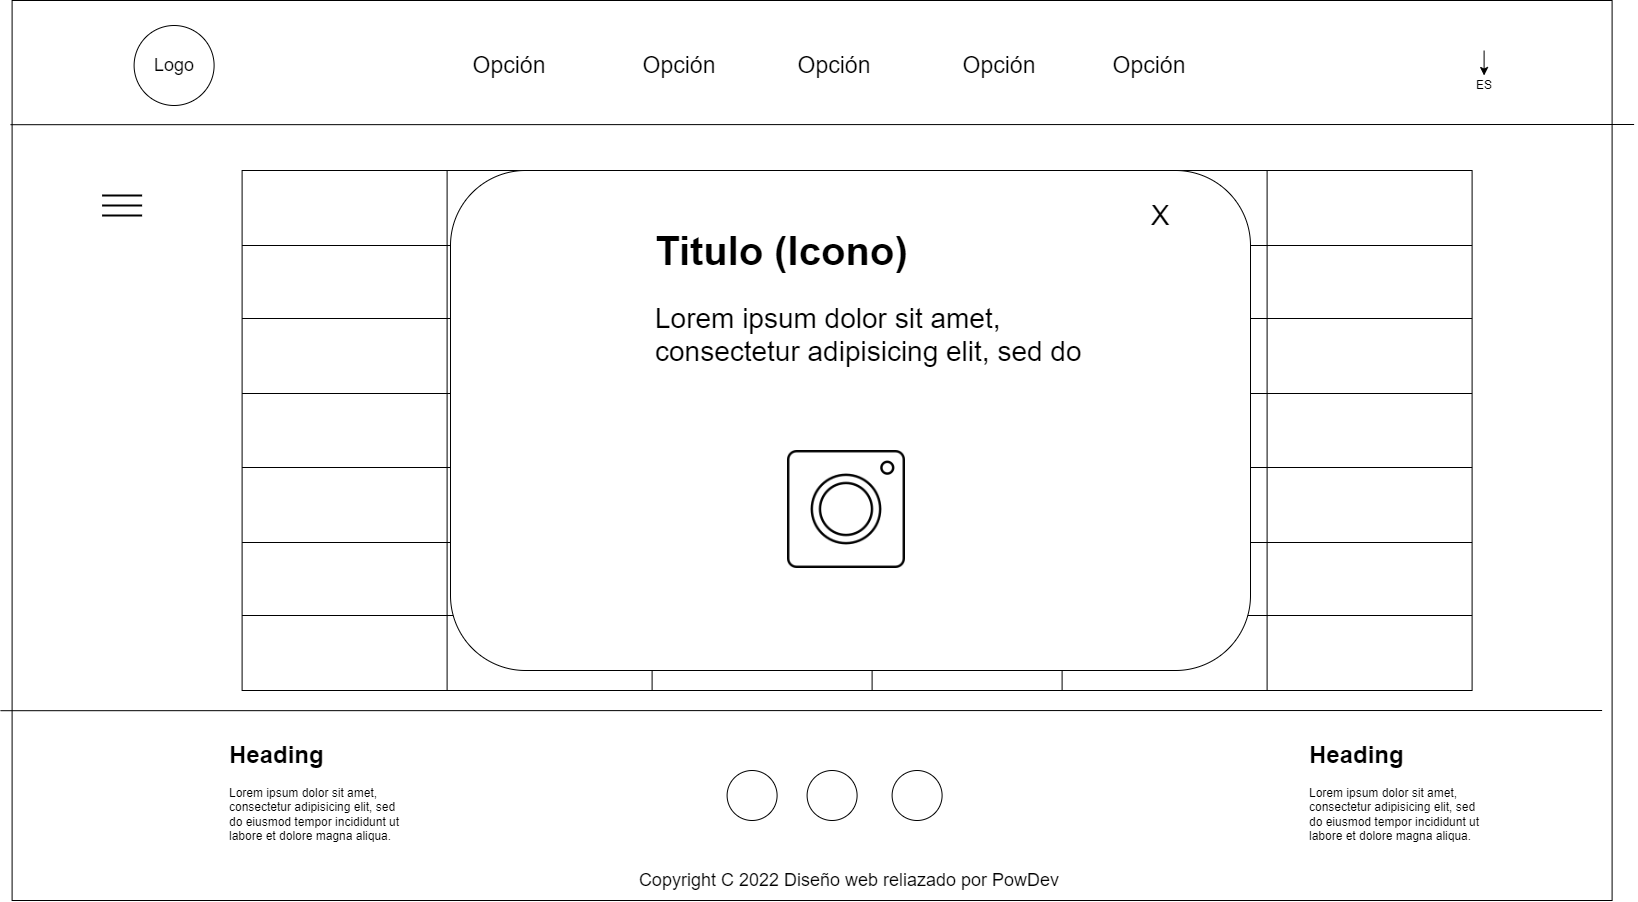 Logo
Opción
Opción
Opción
Opción
Opción
ES
X
Titulo (Icono)
Lorem ipsum dolor sit amet,
consectetur adipisicing elit, sed do
Heading
Lorem ipsum dolor sit amet,
consectetur adipisicing elit, sed
do eiusmod tempor incididunt ut
labore et dolore magna aliqua.
Heading
Lorem ipsum dolor sit amet,
consectetur adipisicing elit, sed
do eiusmod tempor incididunt ut
labore et dolore magna aliqua.
Copyright C 2022 Diseño web reliazado por PowDev